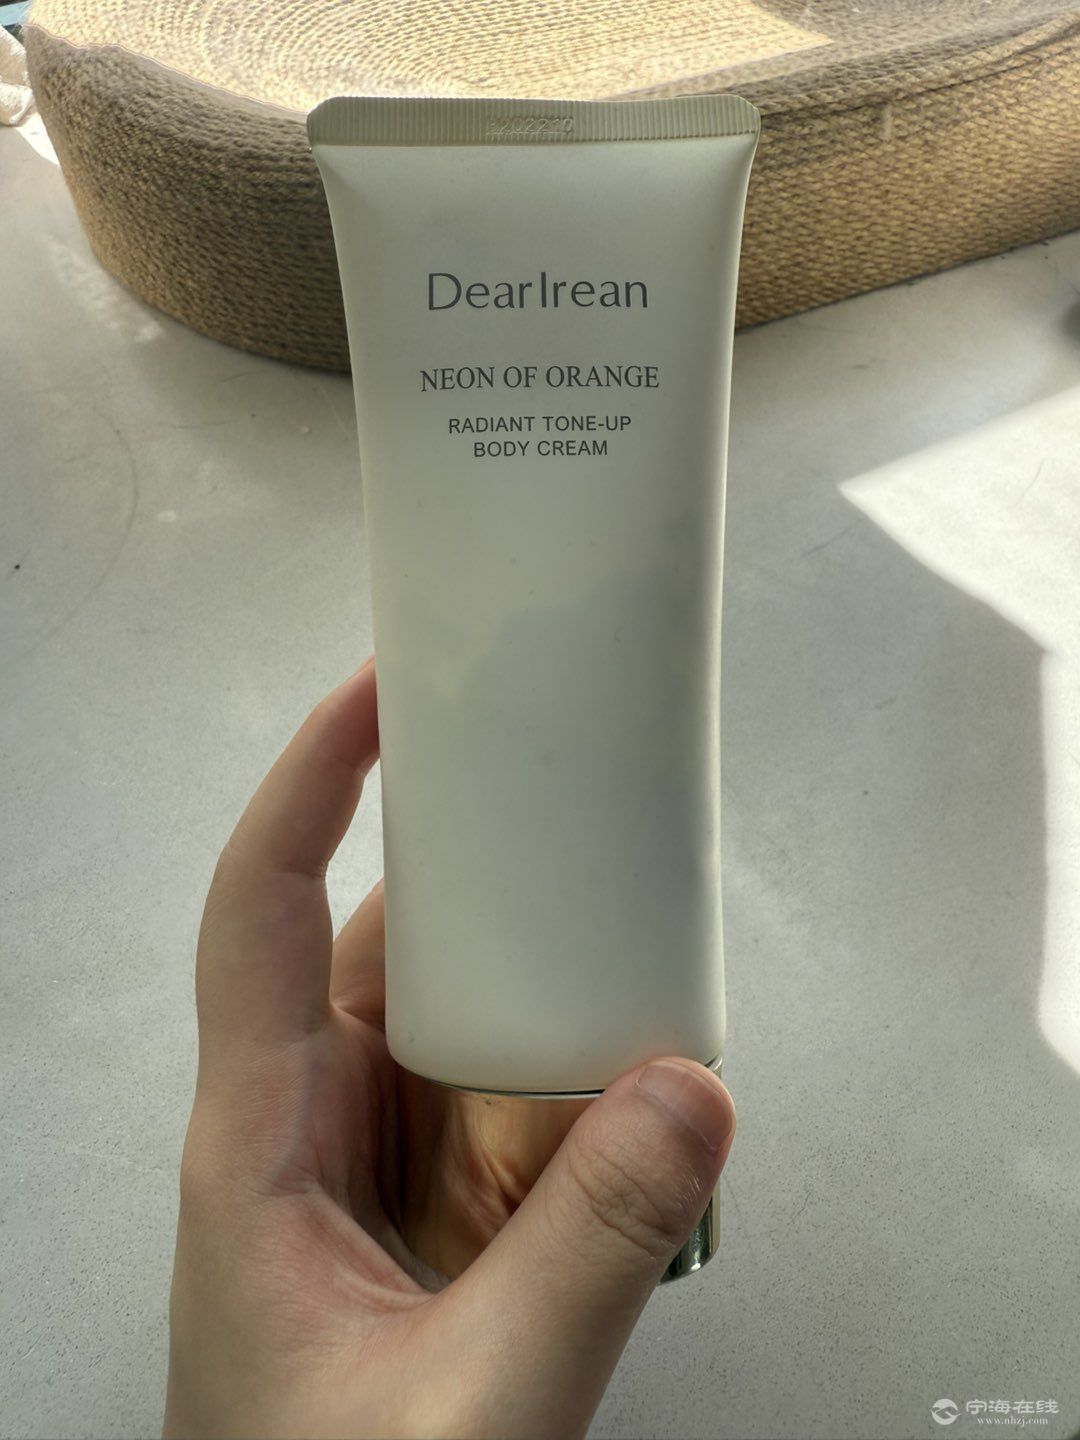 DearIrean
NEON OF ORANGE
RADIANT TONE-UP
BODY CREAM
宁海在线
www.nhzj.com